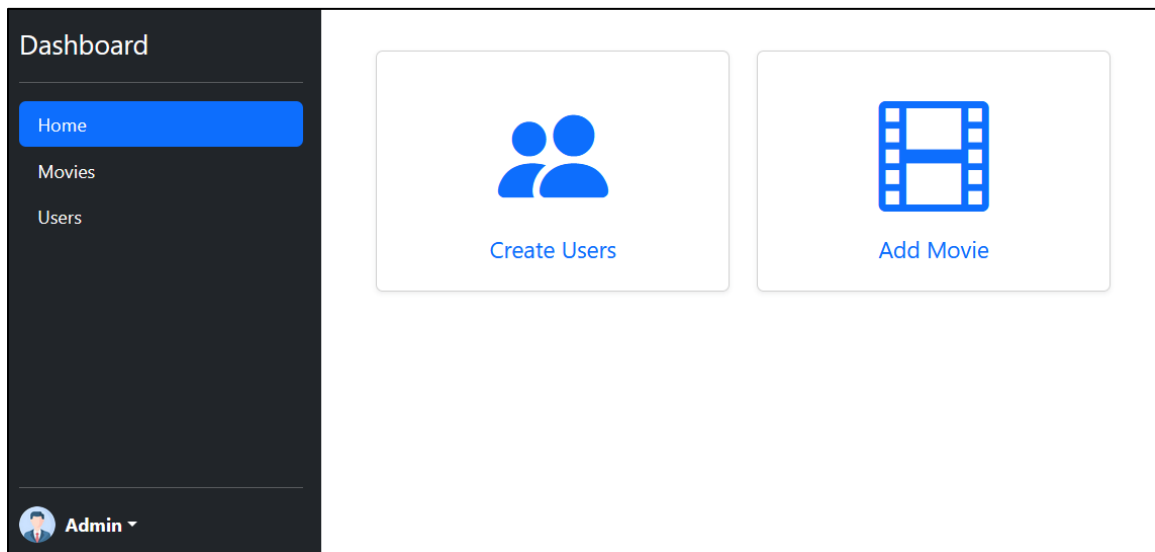 Dashboard
Home
Movies
Users
Admin
Create Users
Add Movie